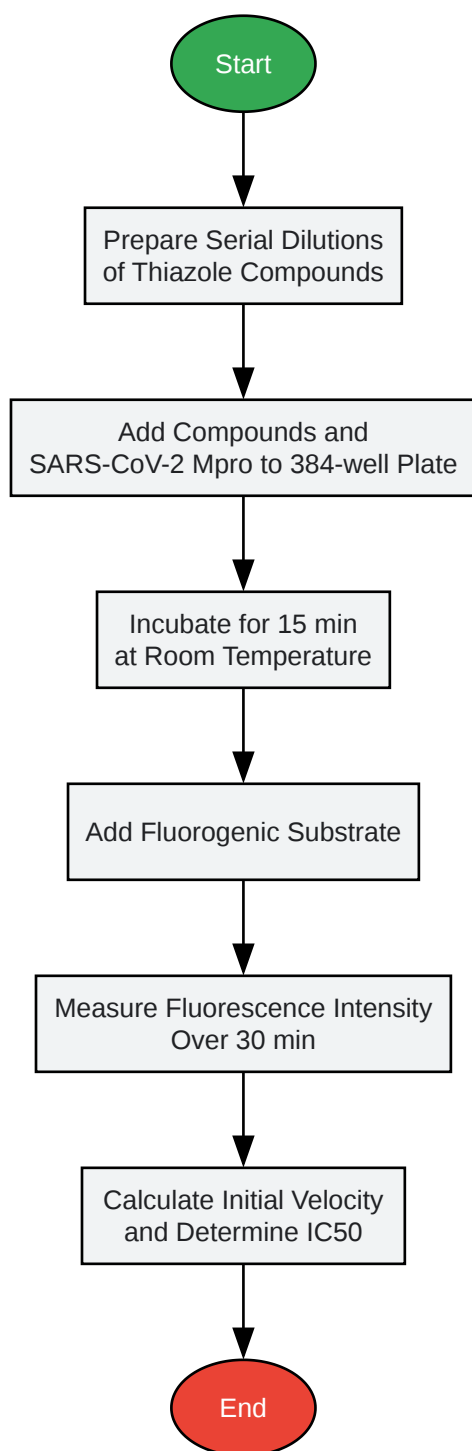 Start
Prepare Serial Dilutions
of Thiazole Compounds
Add Compounds and
SARS-CoV-2 Mpro to 384-well Plate
Incubate for 15 min
at Room Temperature
Add Fluorogenic Substrate
Measure Fluorescence Intensity
Over 30 min
Calculate Initial Velocity
and Determine IC50
End